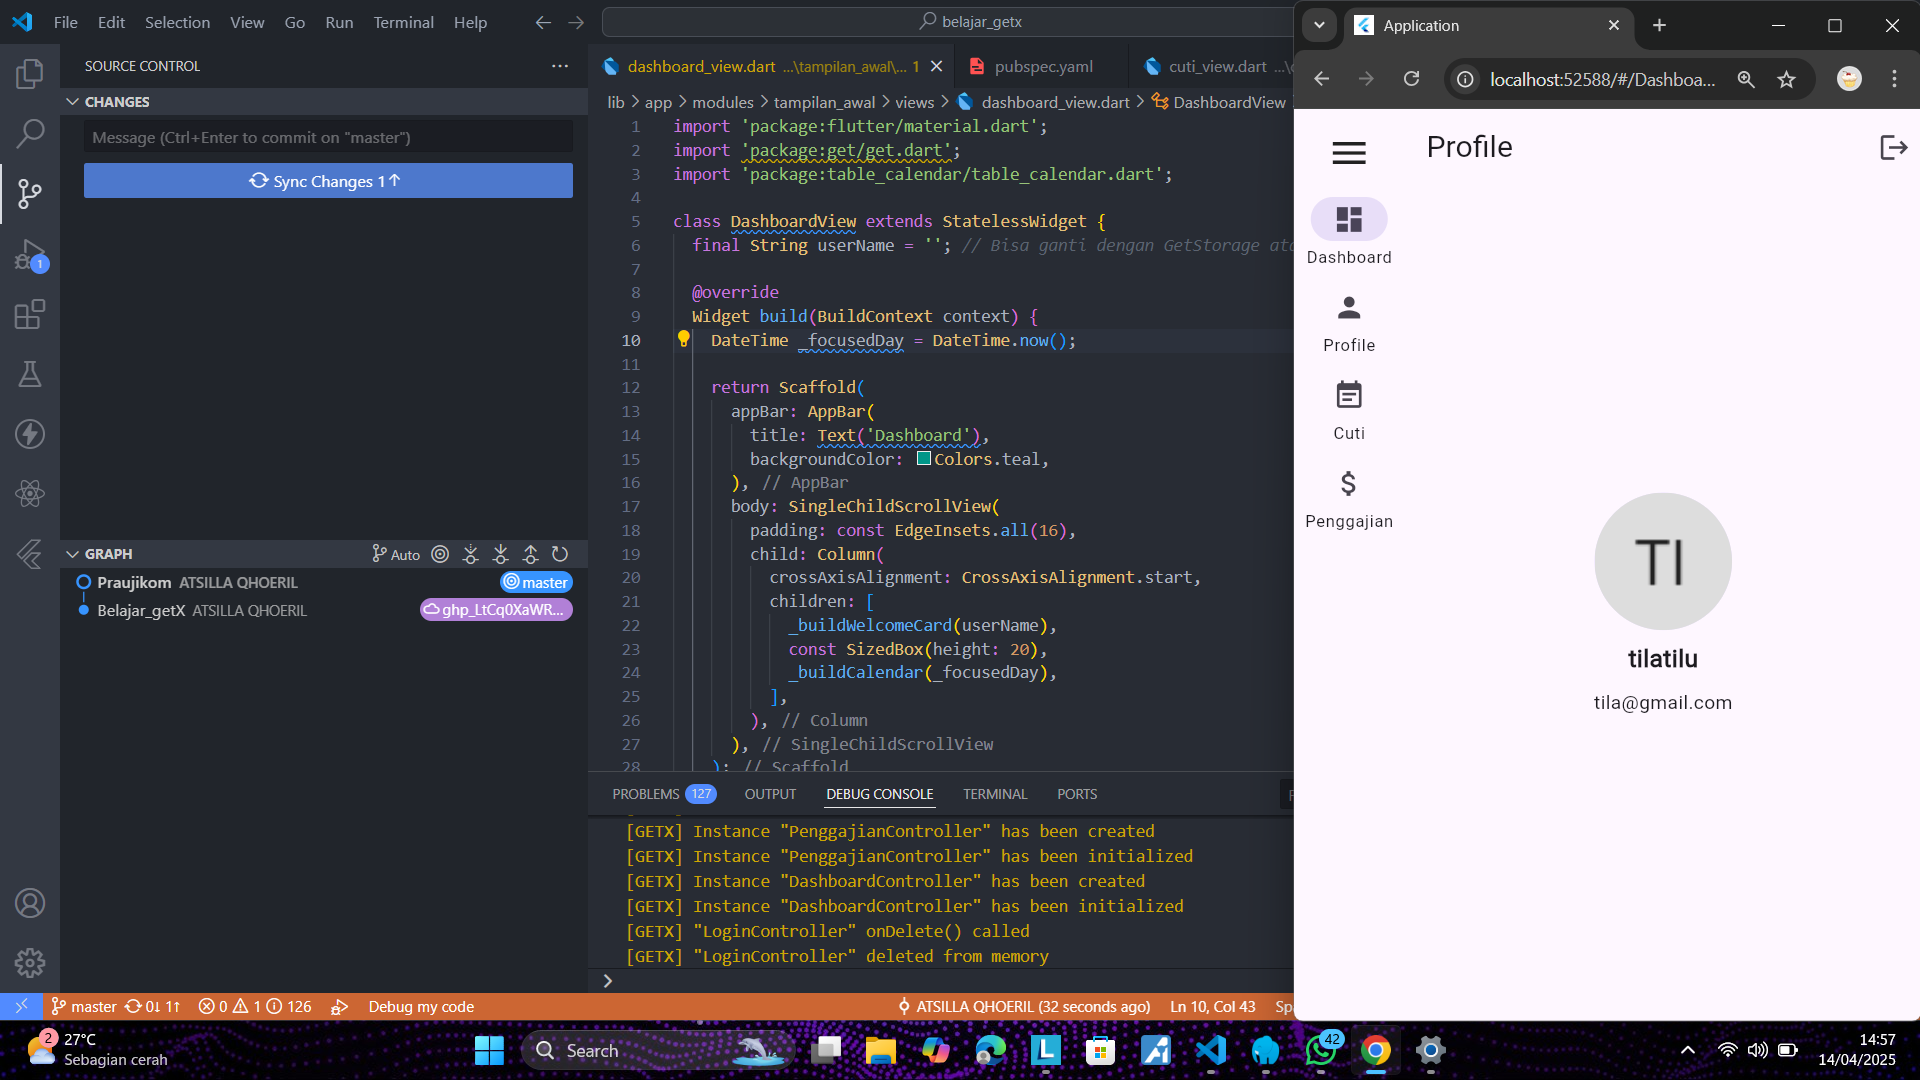 File Edit Selection View Go Run Terminal Help
belajar_getx
SOURCE CONTROL
CHANGES
Message (Ctrl+Enter to commit on "master")
Sync Changes 1↑
GRAPH
Auto
Praujikom ATSILLA QHOERIL
master
Belajar_getX ATSILLA QHOERIL
ghp_LtCq0XaWR...
dashboard_view.dart ...\tampilan_awal\... 1
pubspec.yaml
cuti_view.dart
lib > app > modules > tampilan_awal > views > dashboard_view.dart > DashboardView
1 import 'package:flutter/material.dart';
2 import 'package:get/get.dart';
3 import 'package:table_calendar/table_calendar.dart';
4
5 class DashboardView extends StatelessWidget {
6 final String userName = ''; // Bisa ganti dengan GetStorage
7
8 @override
9 Widget build(BuildContext context) {
10 DateTime _focusedDay = DateTime.now();
11
12 return Scaffold(
13 appBar: AppBar(
14 title: Text('Dashboard'),
15 backgroundColor: Colors.teal,
16 ), // AppBar
17 body: SingleChildScrollView(
18 padding: const EdgeInsets.all(16),
19 child: Column(
20 crossAxisAlignment: CrossAxisAlignment.start,
21 children: [
22 _buildWelcomeCard(userName),
23 const SizedBox(height: 20),
24 _buildCalendar(_focusedDay),
25 ],
26 ), // Column
27 ), // SingleChildScrollView
28 ); // Scaffold
PROBLEMS 127 OUTPUT DEBUG CONSOLE TERMINAL PORTS
[GETX] Instance "PenggajianController" has been created
[GETX] Instance "PenggajianController" has been initialized
[GETX] Instance "DashboardController" has been created
[GETX] Instance "DashboardController" has been initialized
[GETX] "LoginController" onDelete() called
[GETX] "LoginController" deleted from memory
1
master 0↓ 1↑ 0 1 126 Debug my code
ATSILLA QHOERIL (32 seconds ago) Ln 10, Col 43
Application
localhost:52588/#/Dashboa...
Profile
Dashboard
Profile
Cuti
Penggajian
TI
tilatilu
tila@gmail.com
2
27°C
Sebagian cerah
Search
42
14:57
14/04/2025